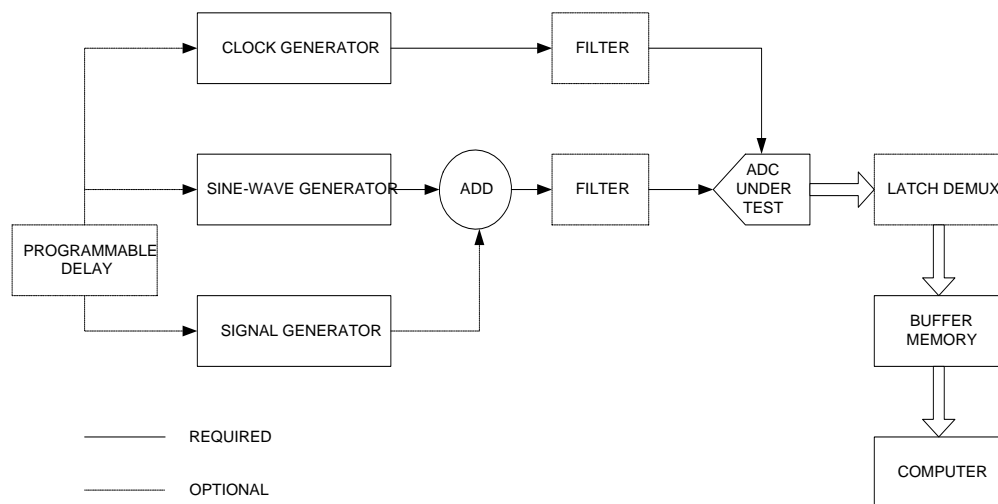 CLOCK GENERATOR
FILTER
SINE-WAVE GENERATOR
ADD
FILTER
ADC
UNDER
TEST
LATCH DEMUX
PROGRAMMABLE
DELAY
SIGNAL GENERATOR
BUFFER
MEMORY
REQUIRED
COMPUTER
OPTIONAL